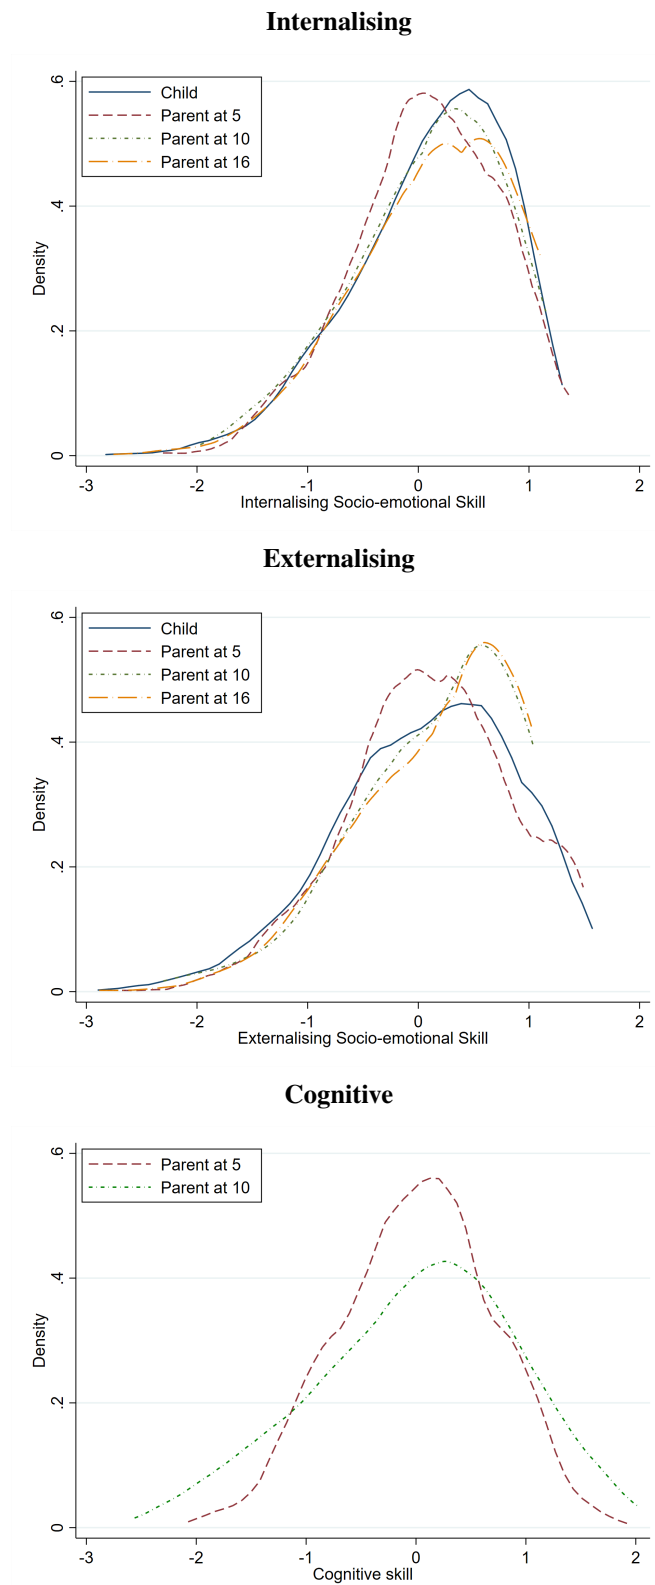 Internalising
.6
.4
.2
0
Density
Child
Parent at 5
Parent at 10
Parent at 16
-3 -2 -1 0 1 2
Internalising Socio-emotional Skill
Externalising
.6
.4
.2
0
Density
Child
Parent at 5
Parent at 10
Parent at 16
-3 -2 -1 0 1 2
Externalising Socio-emotional Skill
Cognitive
.6
.4
.2
0
Density
Parent at 5
Parent at 10
-3 -2 -1 0 1 2
Cognitive skill